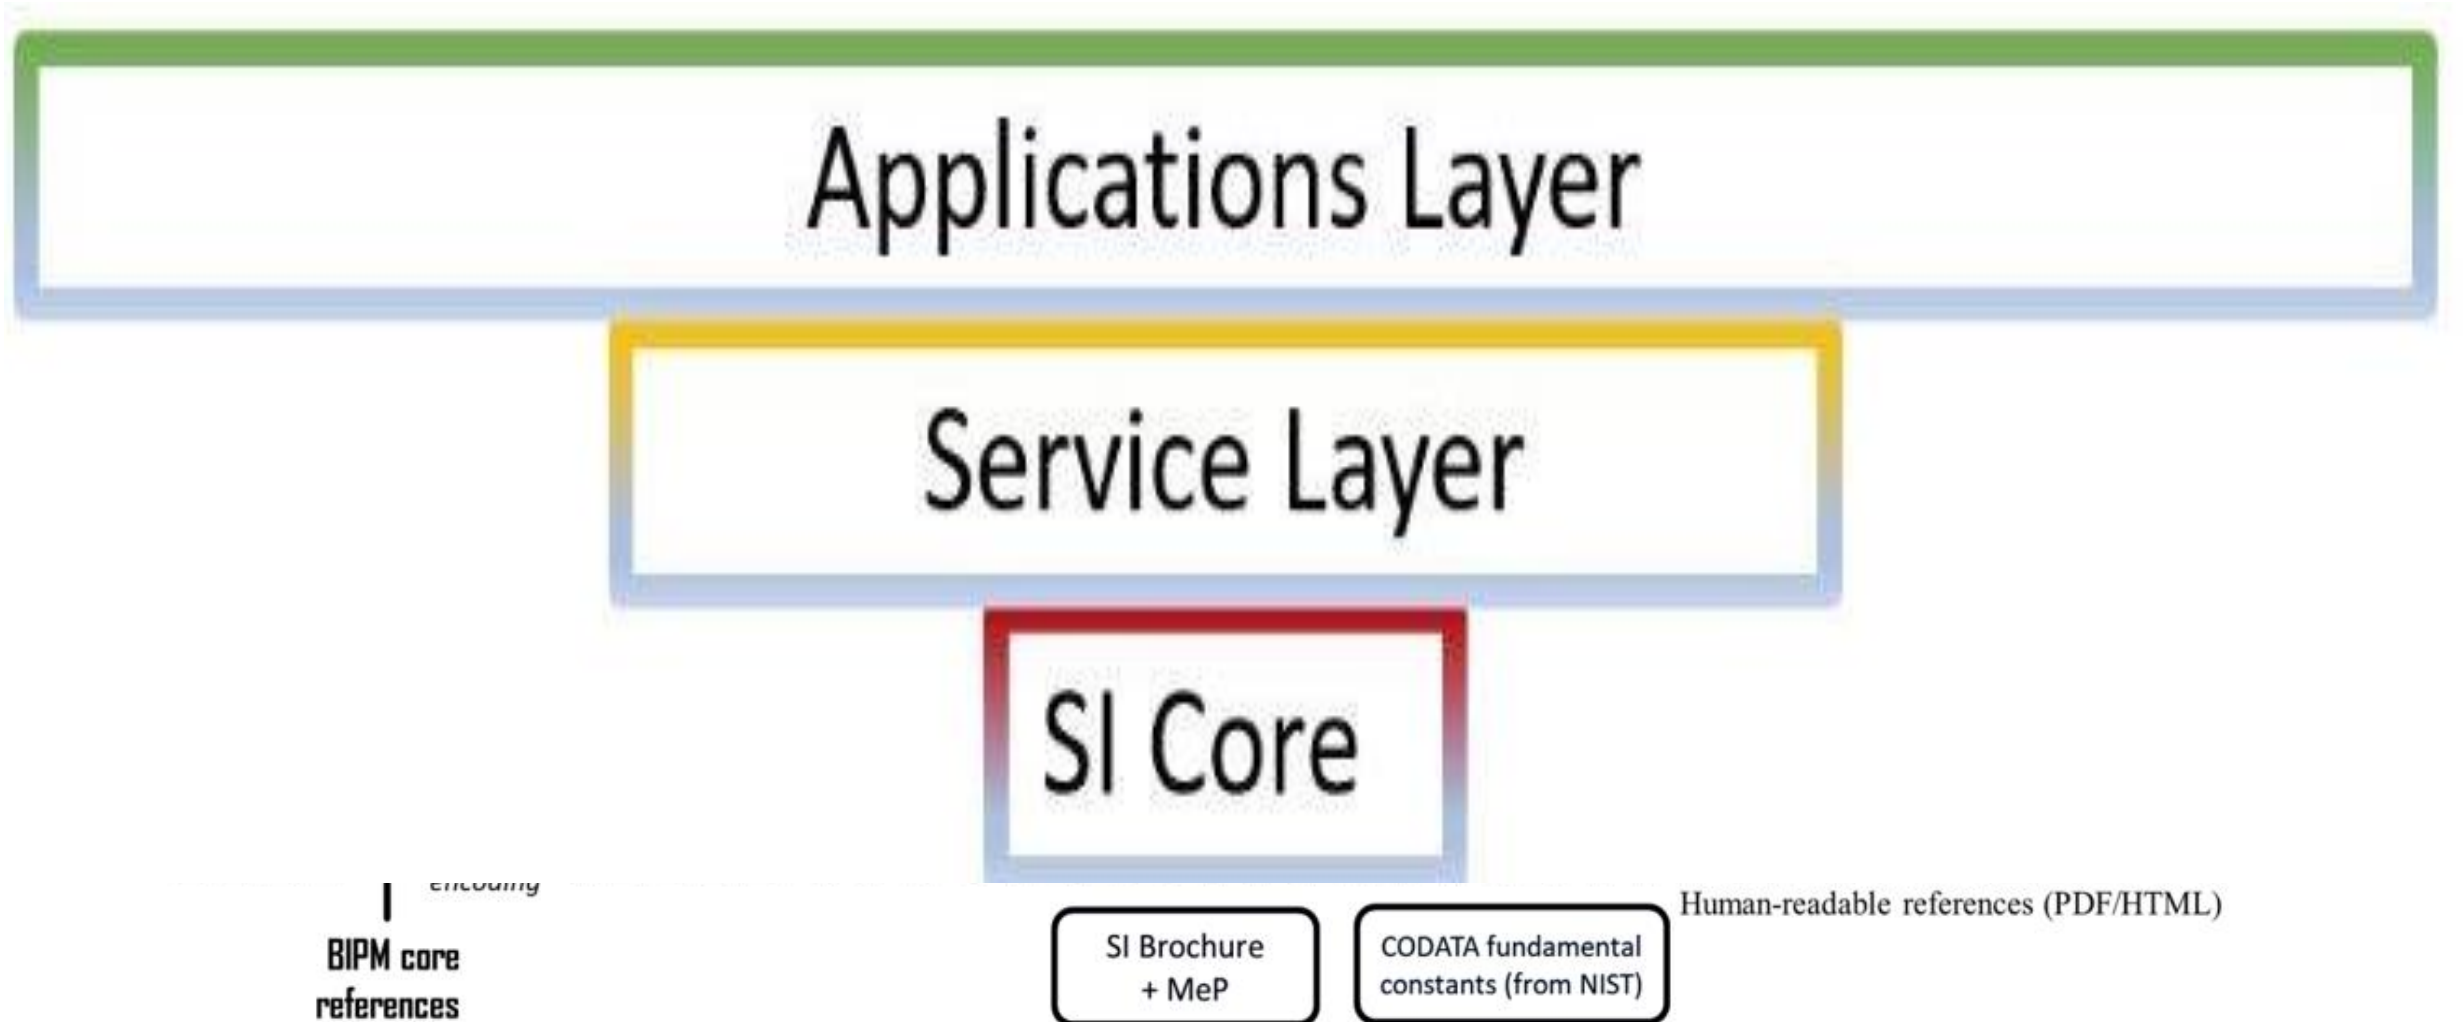 Applications Layer
Service Layer
SI Core
encoding
Human-readable references (PDF/HTML)
BIPM core
references
SI Brochure
+ MeP
CODATA fundamental
constants (from NIST)